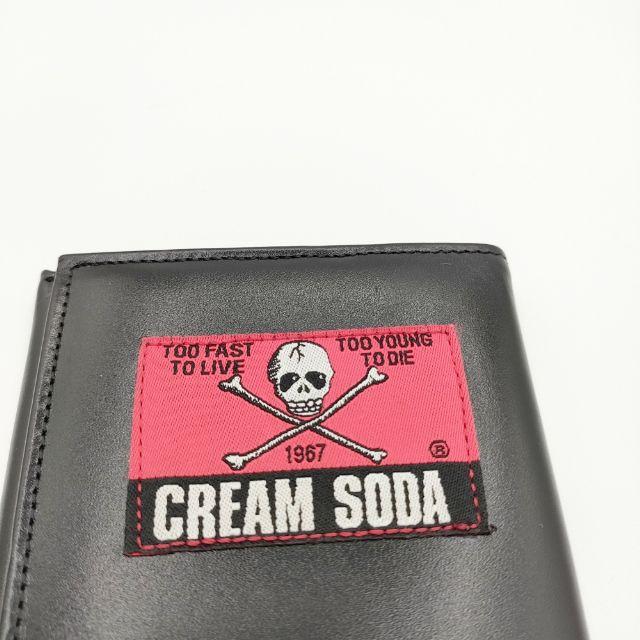 TOO FAST
TO LIVE
TOO YOUNG
TO DIE
1967
®
CREAM SODA